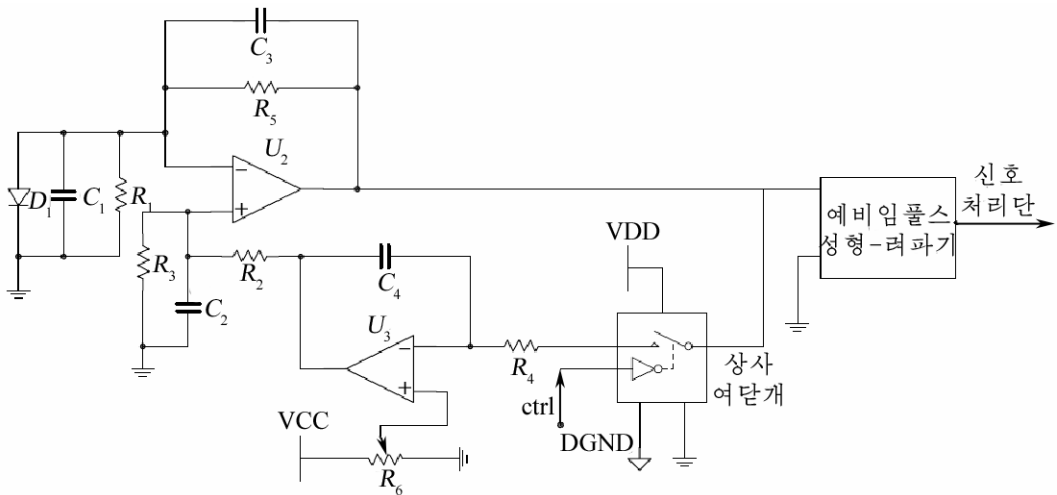 C3
R5
U2
D1
C1
R1
−
+
R3
C2
R2
C4
U3
−
+
R4
VDD
상사
여닫개
ctrl
DGND
VCC
R6
예비임풀스
성형-려파기
신호
처리단